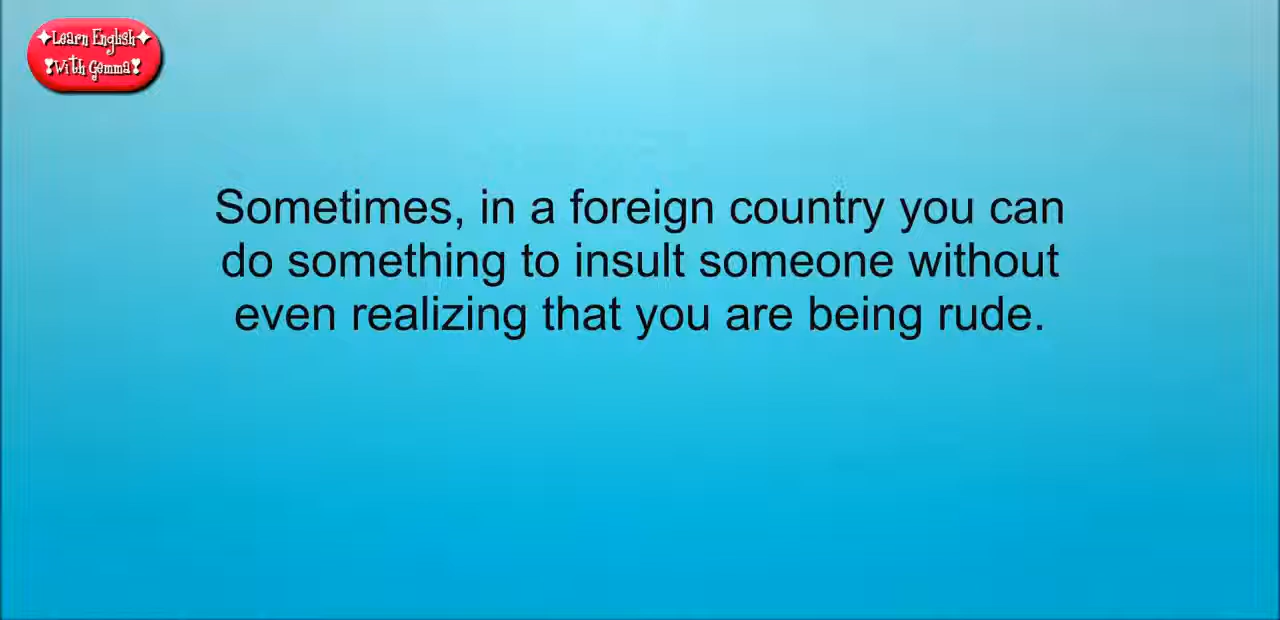 Learn English
With Gemma
Sometimes, in a foreign country you can
do something to insult someone without
even realizing that you are being rude.